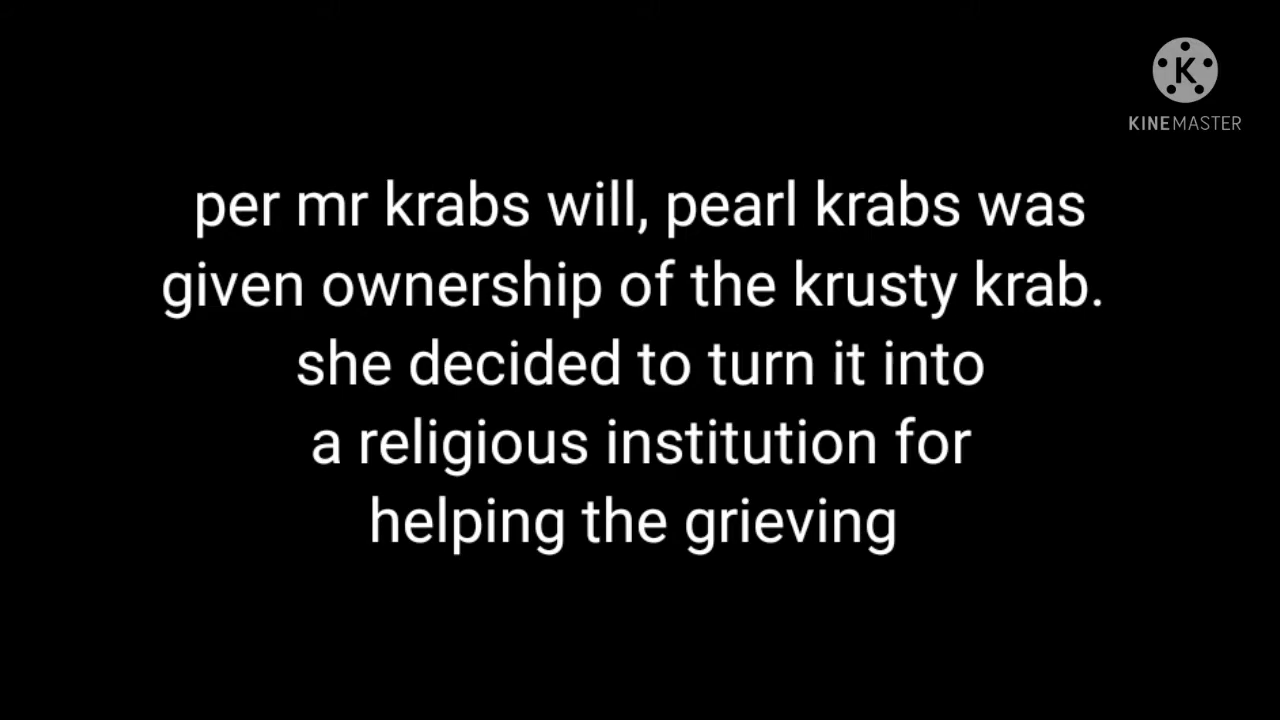 K
KINEMASTER
per mr krabs will, pearl krabs was
given ownership of the krusty krab.
she decided to turn it into
a religious institution for
helping the grieving